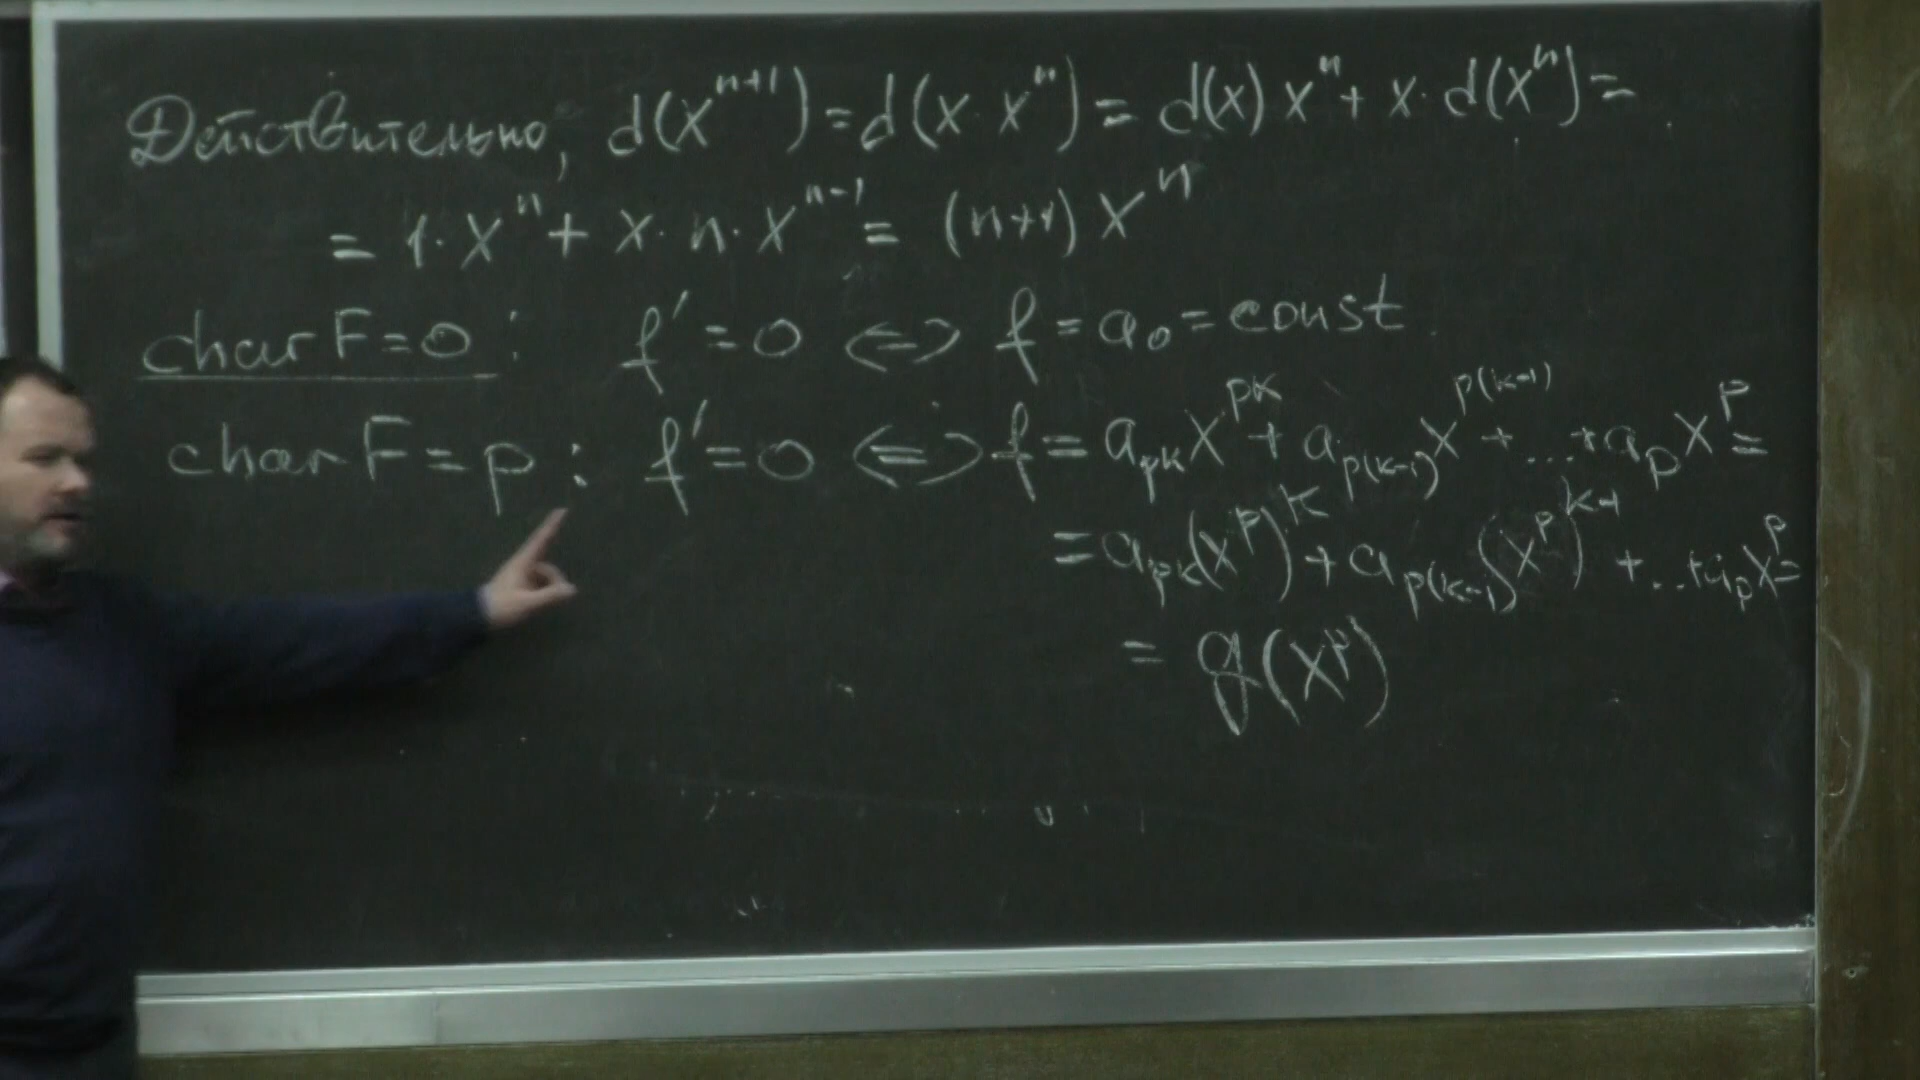 Действительно, d(x^{n+1}) = d(x·x^n) = d(x)x^n + x·d(x^n) =
= 1·x^n + x·n·x^{n-1} = (n+1)x^n
char F = 0 : f' = 0 <=> f = a_0 = const.
char F = p : f' = 0 <=> f = a_{pk}x^{pk} + a_{p(k-1)}x^{p(k-1)} + ... + a_p x^p =
= a_{pk}(x^p)^k + a_{p(k-1)}(x^p)^{k-1} + ... + a_p x^p =
= g(x^p)